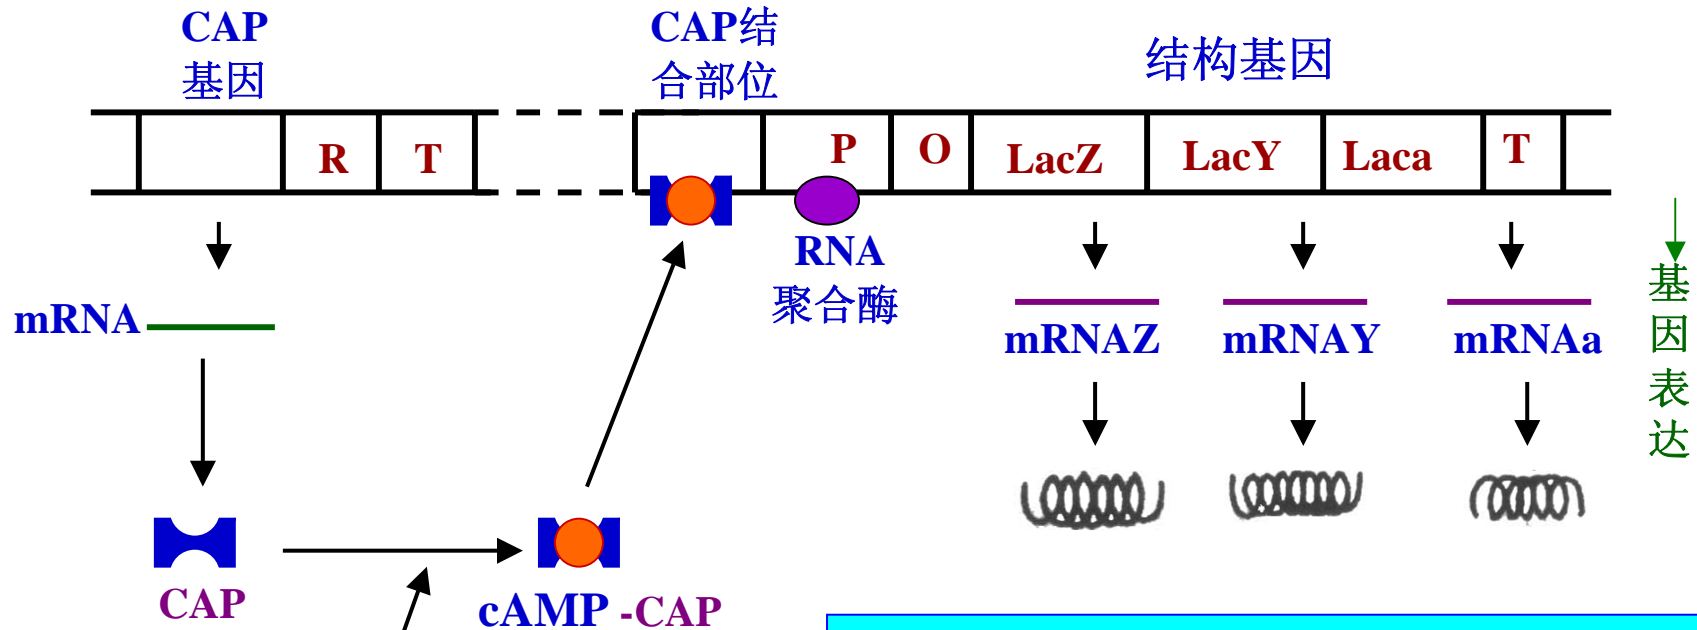 CAP
基因
CAP结
合部位
结构基因
R
T
P
O
LacZ
LacY
Laca
T
RNA
聚合酶
mRNA
mRNAZ
mRNAY
mRNAa
基
因
表
达
CAP
cAMP -CAP